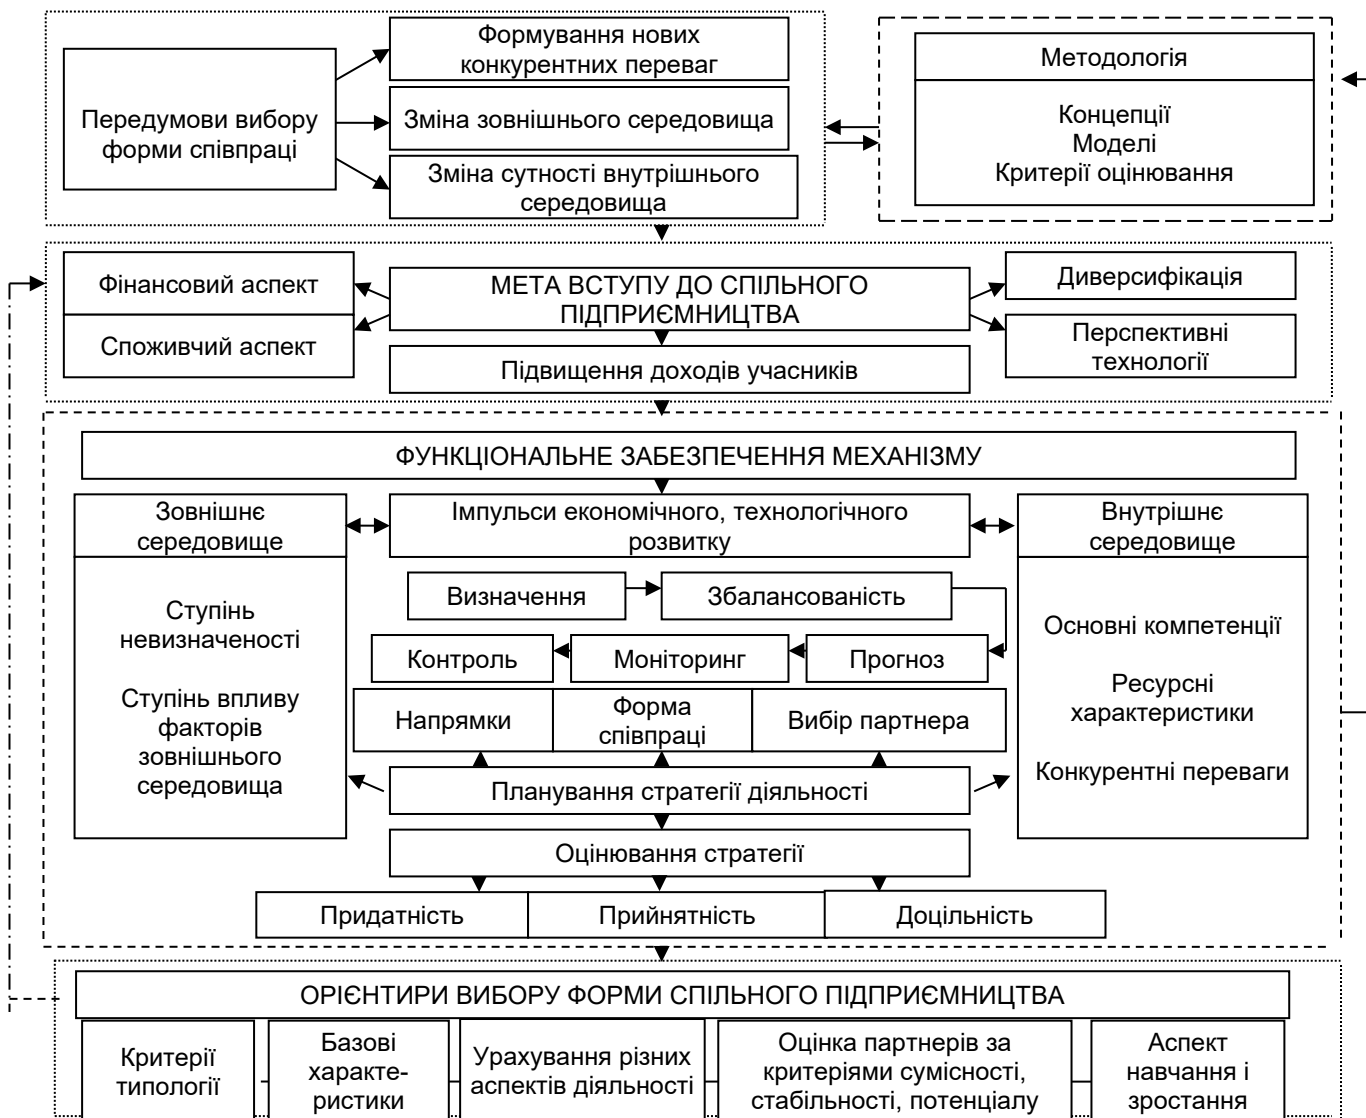 Передумови вибору
форми співпраці
Формування нових
конкурентних переваг
Зміна зовнішнього середовища
Зміна сутності внутрішнього
середовища
Методологія
Концепції
Моделі
Критерії оцінювання
Фінансовий аспект
Споживчий аспект
МЕТА ВСТУПУ ДО СПІЛЬНОГО
ПІДПРИЄМНИЦТВА
Підвищення доходів учасників
Диверсифікація
Перспективні
технології
ФУНКЦІОНАЛЬНЕ ЗАБЕЗПЕЧЕННЯ МЕХАНІЗМУ
Зовнішнє
середовище
Ступінь
невизначеності
Ступінь впливу
факторів
зовнішнього
середовища
Імпульси економічного, технологічного
розвитку
Визначення
Збалансованість
Контроль
Моніторинг
Прогноз
Напрямки
Форма
співпраці
Вибір партнера
Планування стратегії діяльності
Оцінювання стратегії
Придатність
Прийнятність
Доцільність
Внутрішнє
середовище
Основні компетенції
Ресурсні
характеристики
Конкурентні переваги
ОРІЄНТИРИ ВИБОРУ ФОРМИ СПІЛЬНОГО ПІДПРИЄМНИЦТВА
Критерії
типології
Базові
характе-
ристики
Урахування різних
аспектів діяльності
Оцінка партнерів за
критеріями сумісності,
стабільності, потенціалу
Аспект
навчання і
зростання